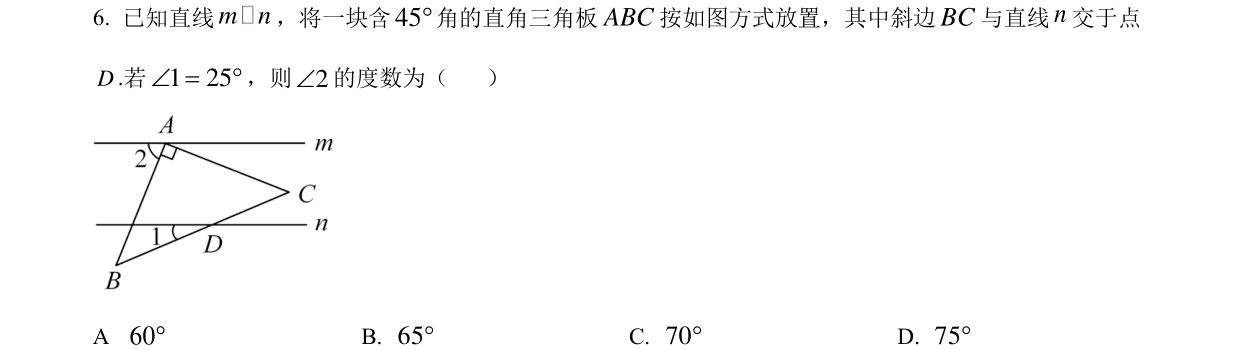 6. 已知直线m□n，将一块含45°角的直角三角板ABC按如图方式放置，其中斜边BC与直线n交于点
D.若∠1=25°，则∠2的度数为（ ）
A
m
2
C
n
1
D
B
A 60° B. 65° C. 70° D. 75°